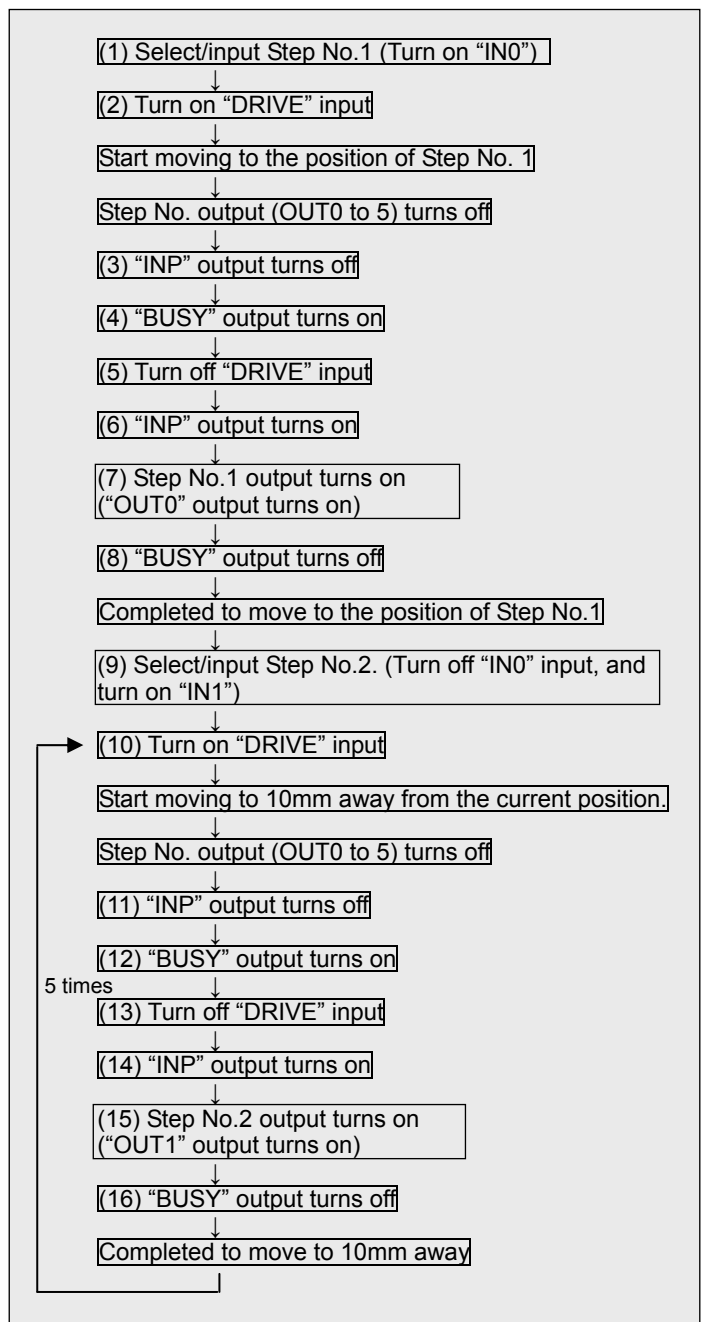 (1) Select/input Step No.1 (Turn on “IN0”)
↓
(2) Turn on “DRIVE” input
↓
Start moving to the position of Step No. 1
↓
Step No. output (OUT0 to 5) turns off
↓
(3) “INP” output turns off
↓
(4) “BUSY” output turns on
↓
(5) Turn off “DRIVE” input
↓
(6) “INP” output turns on
↓
(7) Step No.1 output turns on
(“OUT0” output turns on)
↓
(8) “BUSY” output turns off
↓
Completed to move to the position of Step No.1
↓
(9) Select/input Step No.2. (Turn off “IN0” input, and
turn on “IN1”)
↓
(10) Turn on “DRIVE” input
↓
Start moving to 10mm away from the current position.
↓
Step No. output (OUT0 to 5) turns off
↓
(11) “INP” output turns off
↓
(12) “BUSY” output turns on
5 times
↓
(13) Turn off “DRIVE” input
↓
(14) “INP” output turns on
↓
(15) Step No.2 output turns on
(“OUT1” output turns on)
↓
(16) “BUSY” output turns off
↓
Completed to move to 10mm away